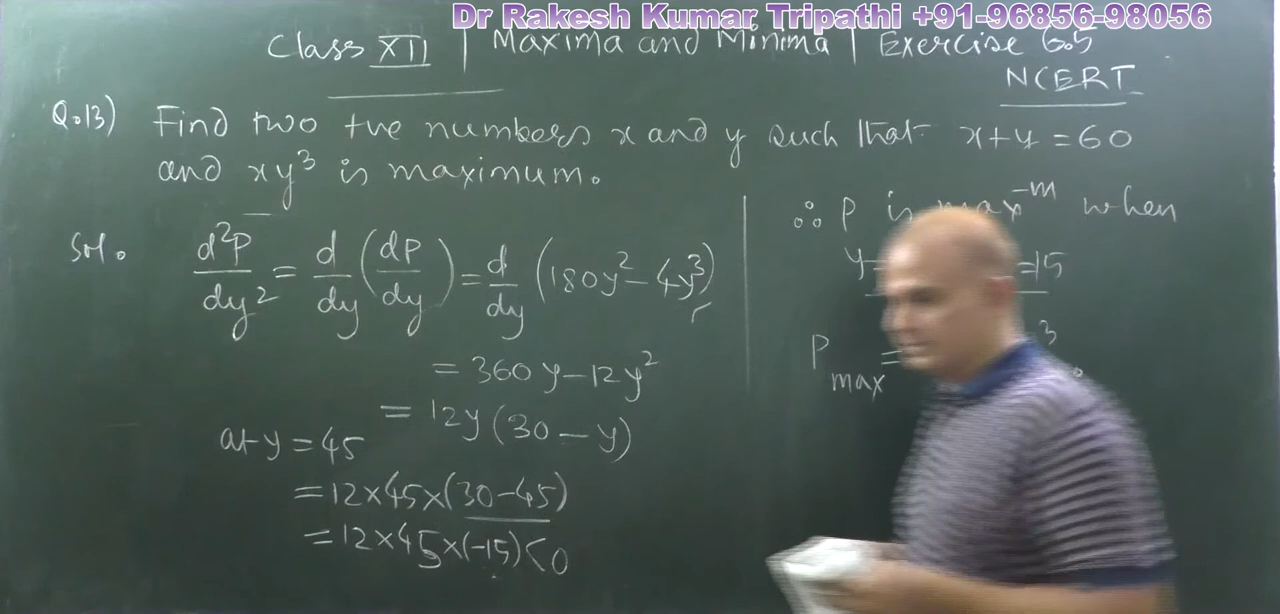 Dr Rakesh Kumar Tripathi +91-96856-98056
Class XII | Maxima and Minima | Exercise 6.5
NCERT
Q.13) Find two +ve numbers x and y such that x+y=60
and xy³ is maximum.
Sol. d²P/dy² = d/dy (dP/dy) = d/dy (180y²-4y³)
= 360y-12y²
= 12y(30-y)
at y=45
= 12×45×(30-45)
= 12×45×(-15)<0
∴ P is max^-m when
y =15
P max = 3